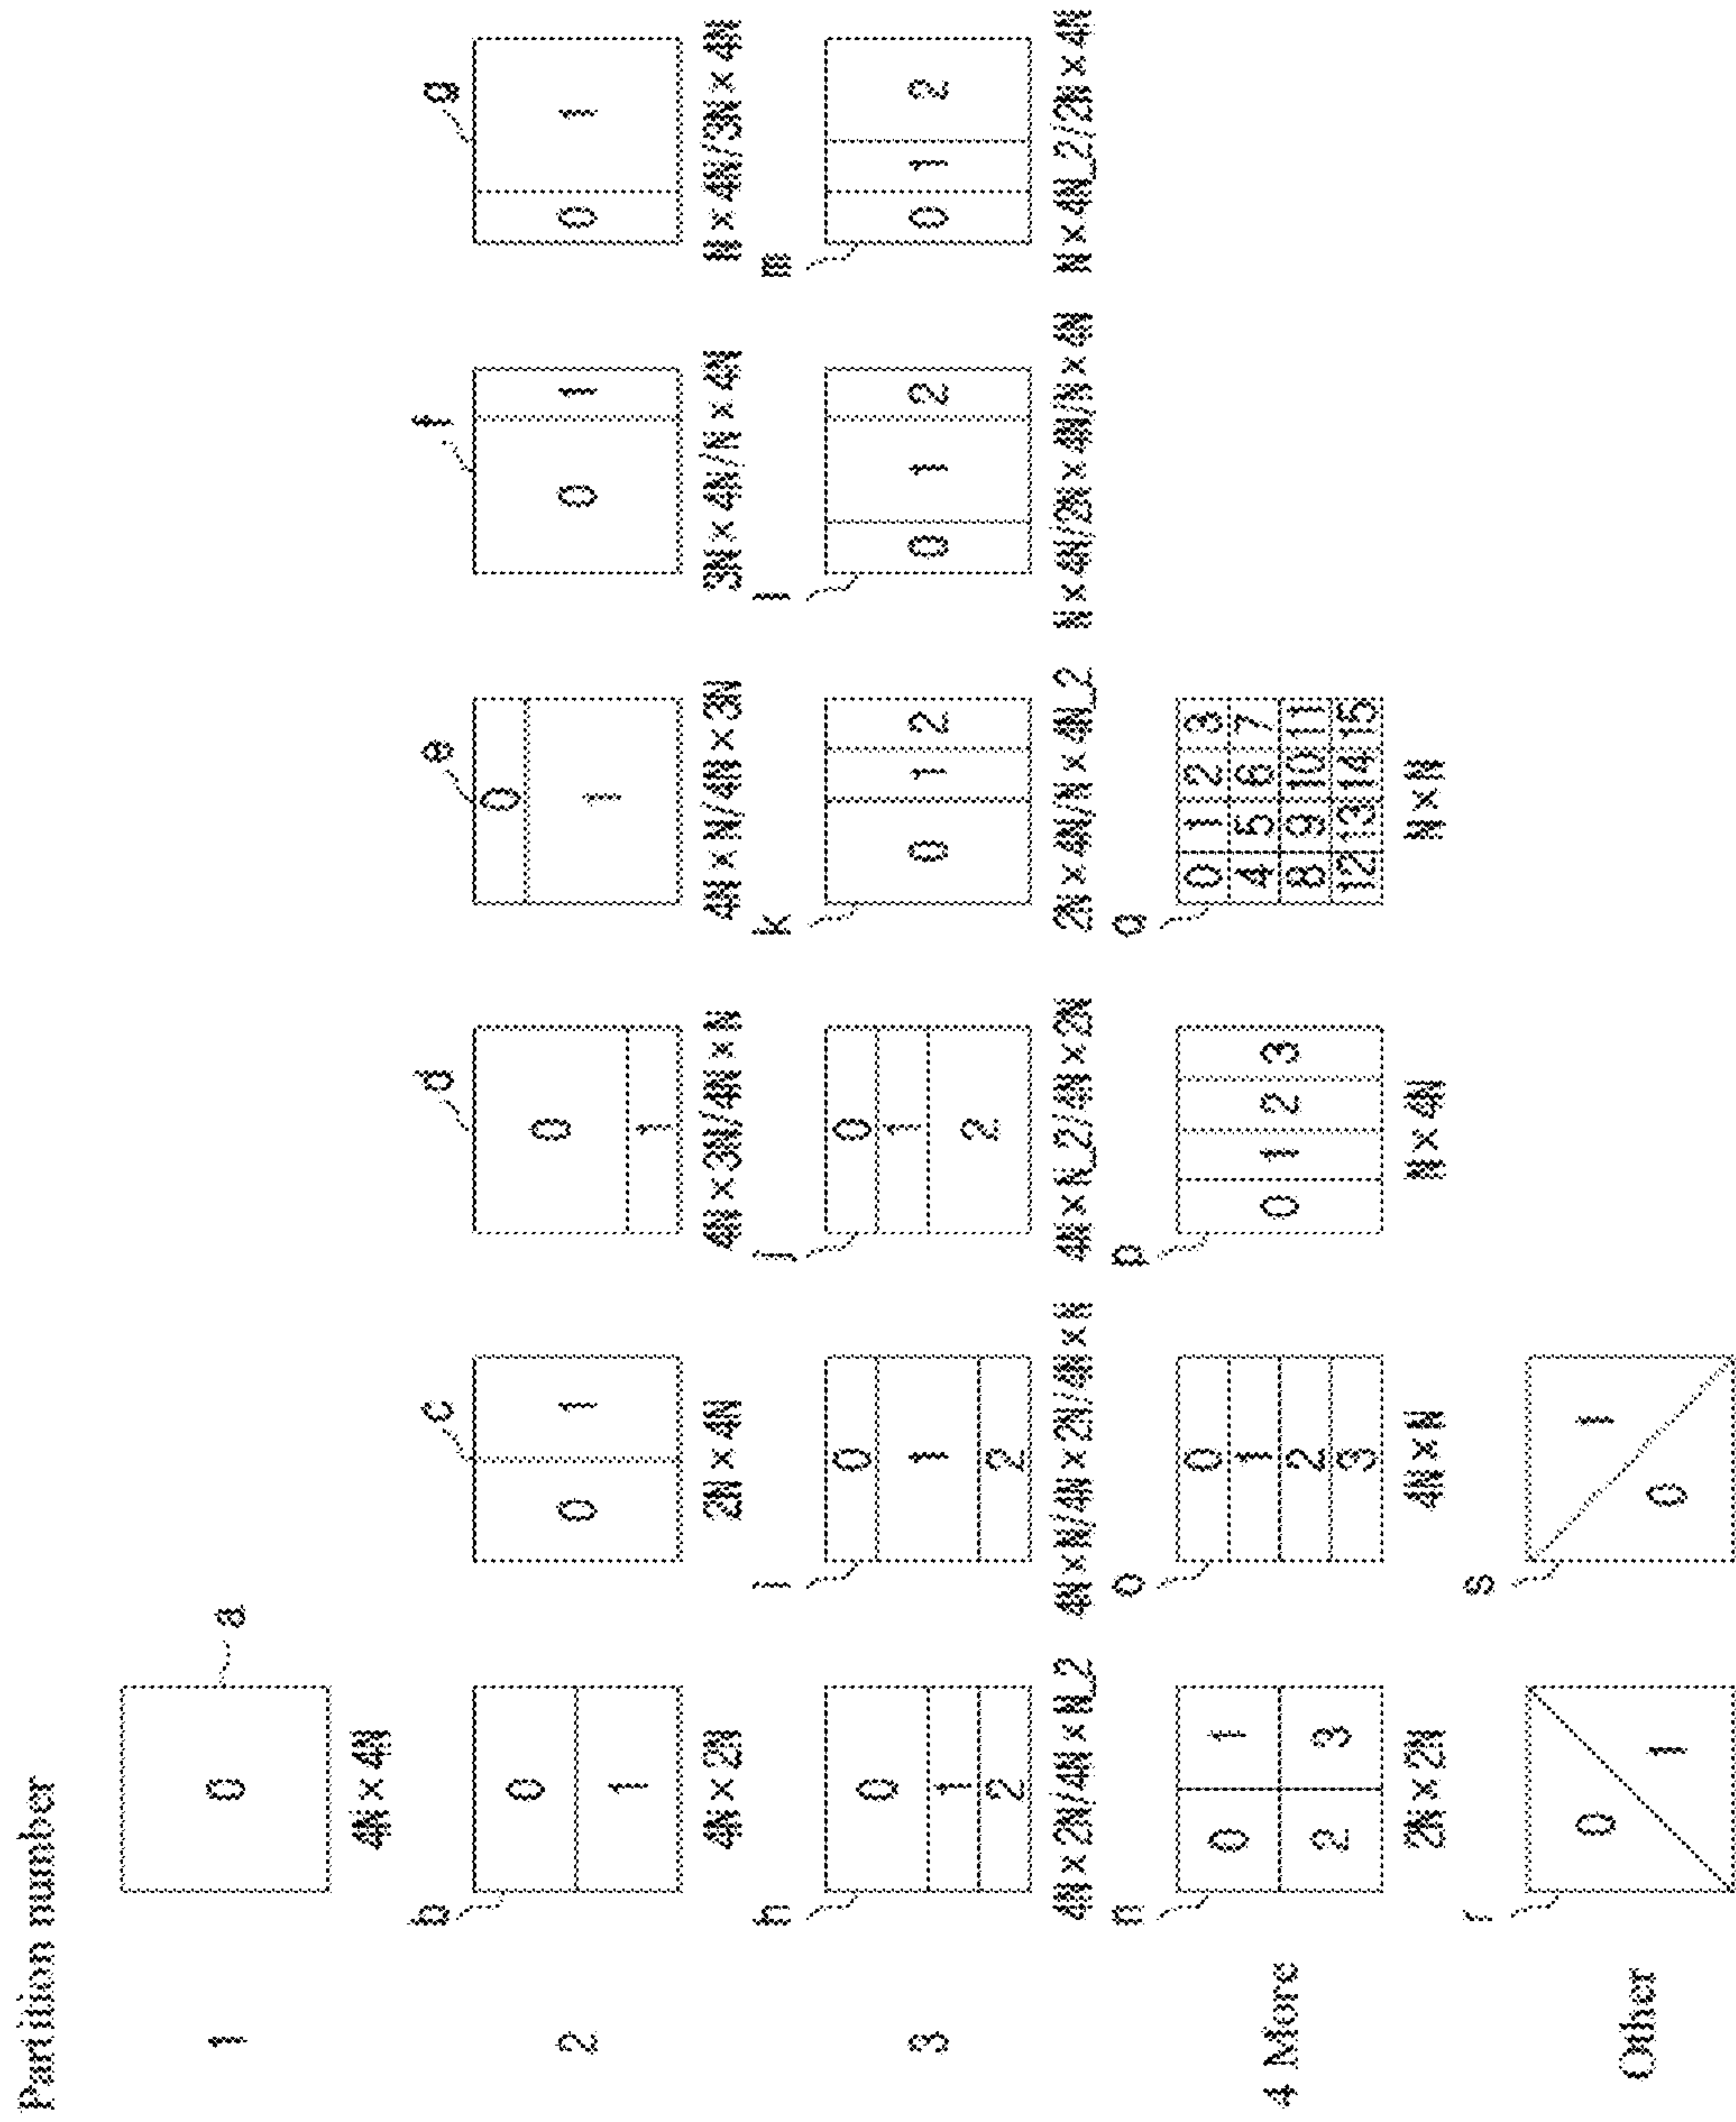 Partition number
1
a
0
4N×4N
2
b
0
1
4N×2N
c
0
1
2N×4N
d
0
1
4N×3N/4N×N
e
0
1
4N×N/4N×3N
f
0
1
3N×4N/N×4N
g
0
1
N×4N/3N×4N
3
h
0
1
2
4N×2N/4N×N_2
i
0
1
2
4N×N/4N×2N/4N×N
j
0
1
2
4N×N_2/4N×2N
k
0
1
2
2N×4N/N×4N_2
l
0
1
2
N×4N/2N×4N/N×4N
m
0
1
2
N×4N_2/2N×4N
4 More
n
0 1
2 3
2N×2N
o
0
1
2
3
4N×N
p
0 1 2 3
N×4N
q
0 1 2 3
4 5 6 7
8 9 10 11
12 13 14 15
N×N
Other
r
0
1
s
0
1